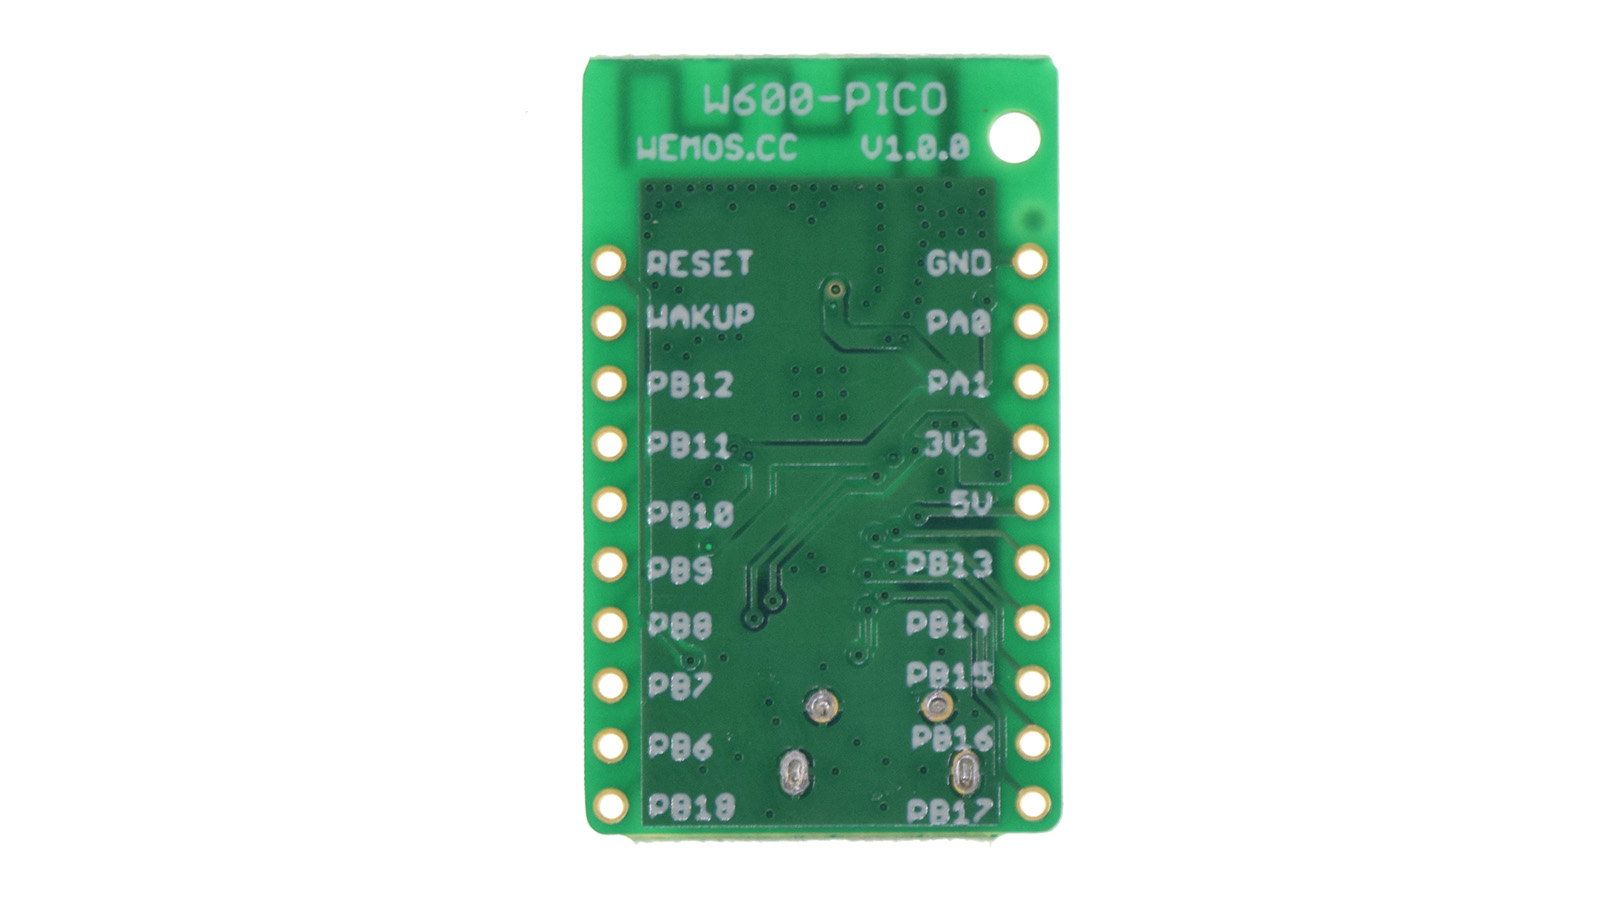 W600-PICO
WEMOS.CC V1.0.0
RESET GND
WAKUP PA0
PB12 PA1
PB11 3V3
PB10 5V
PB9 PB13
PB8 PB14
PB7 PB15
PB6 PB16
PB18 PB17